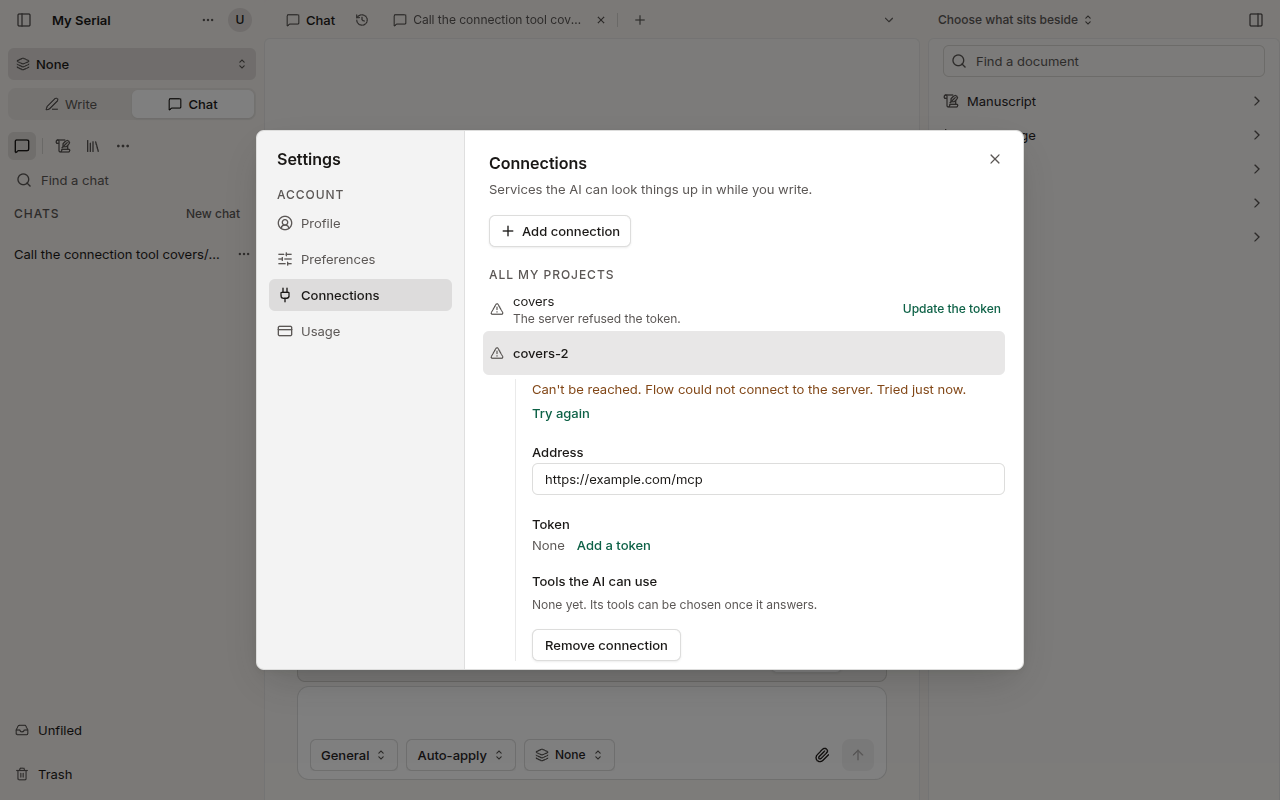 My Serial
U
None
Write
Chat
Find a chat
CHATS
New chat
Call the connection tool covers/...
Unfiled
Trash
Chat
Call the connection tool cov...
General
Auto-apply
None
Choose what sits beside
Find a document
Manuscript
ge
Settings
ACCOUNT
Profile
Preferences
Connections
Usage
Connections
Services the AI can look things up in while you write.
Add connection
ALL MY PROJECTS
covers
The server refused the token.
Update the token
covers-2
Can't be reached. Flow could not connect to the server. Tried just now.
Try again
Address
https://example.com/mcp
Token
None
Add a token
Tools the AI can use
None yet. Its tools can be chosen once it answers.
Remove connection